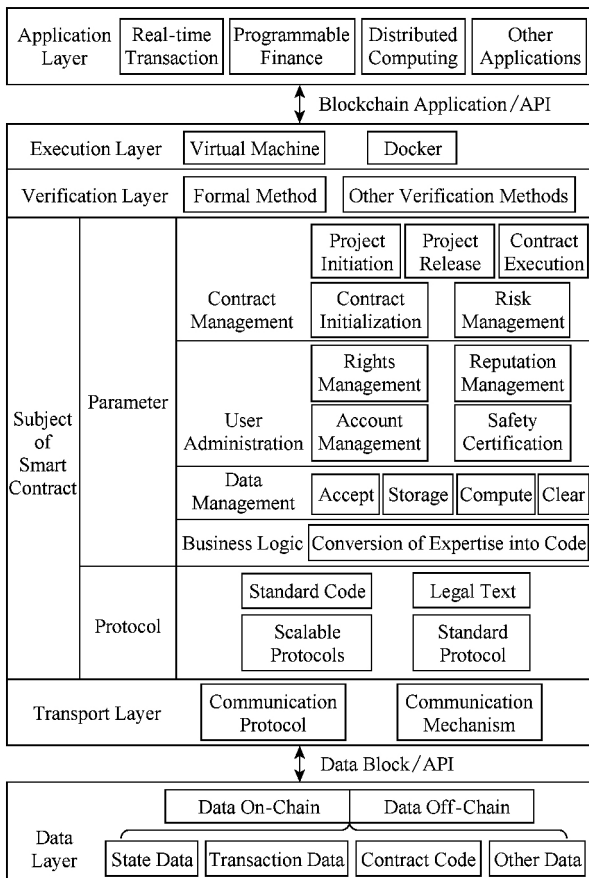 Application Layer
Real-time Transaction
Programmable Finance
Distributed Computing
Other Applications
Blockchain Application/API
Execution Layer
Virtual Machine
Docker
Verification Layer
Formal Method
Other Verification Methods
Subject of Smart Contract
Parameter
Project Initiation
Project Release
Contract Execution
Contract Management
Contract Initialization
Risk Management
Rights Management
Reputation Management
User Administration
Account Management
Safety Certification
Data Management
Accept
Storage
Compute
Clear
Business Logic
Conversion of Expertise into Code
Protocol
Standard Code
Legal Text
Scalable Protocols
Standard Protocol
Transport Layer
Communication Protocol
Communication Mechanism
Data Block/API
Data Layer
Data On-Chain
Data Off-Chain
State Data
Transaction Data
Contract Code
Other Data